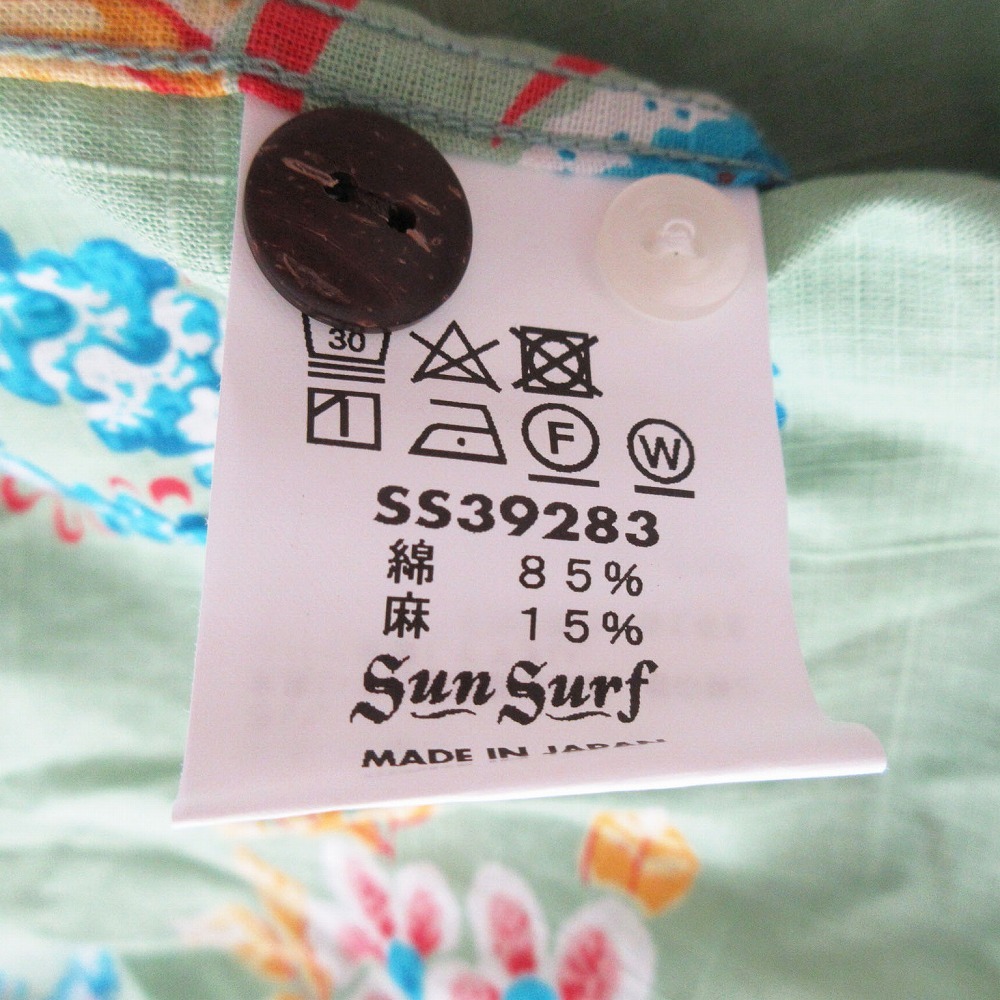 30
F W
SS39283
綿 85%
麻 15%
Sun Surf
MADE IN JAPAN